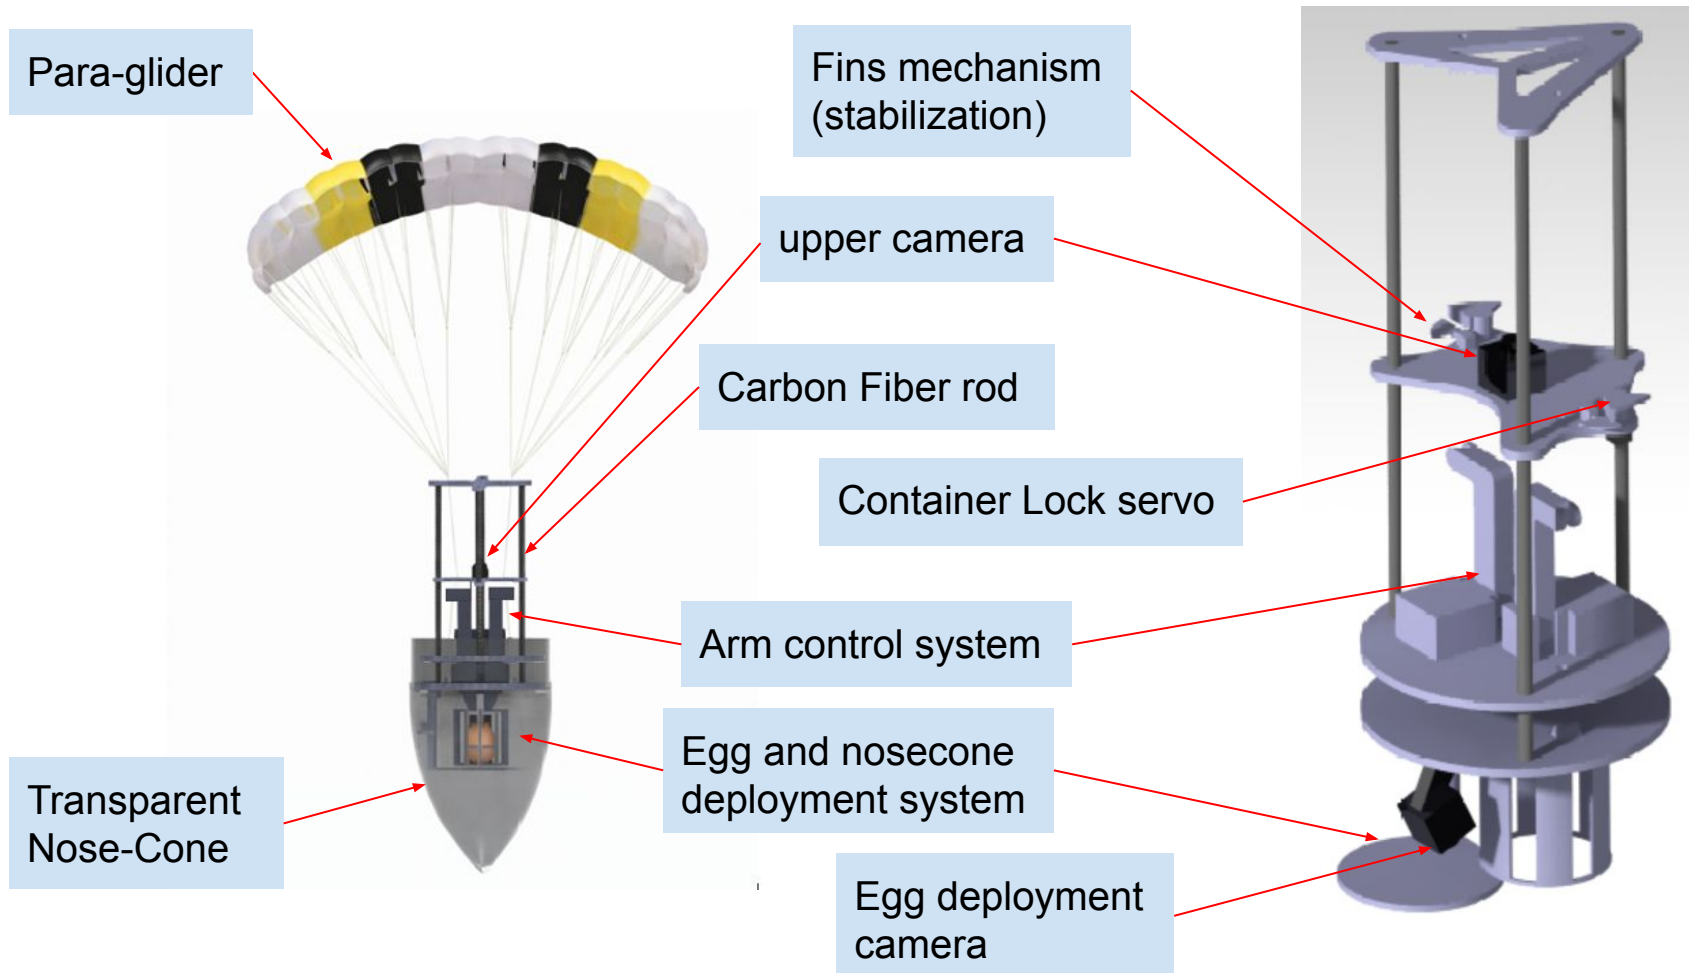 Para-glider
Fins mechanism
(stabilization)
upper camera
Carbon Fiber rod
Container Lock servo
Arm control system
Egg and nosecone
deployment system
Transparent
Nose-Cone
Egg deployment
camera